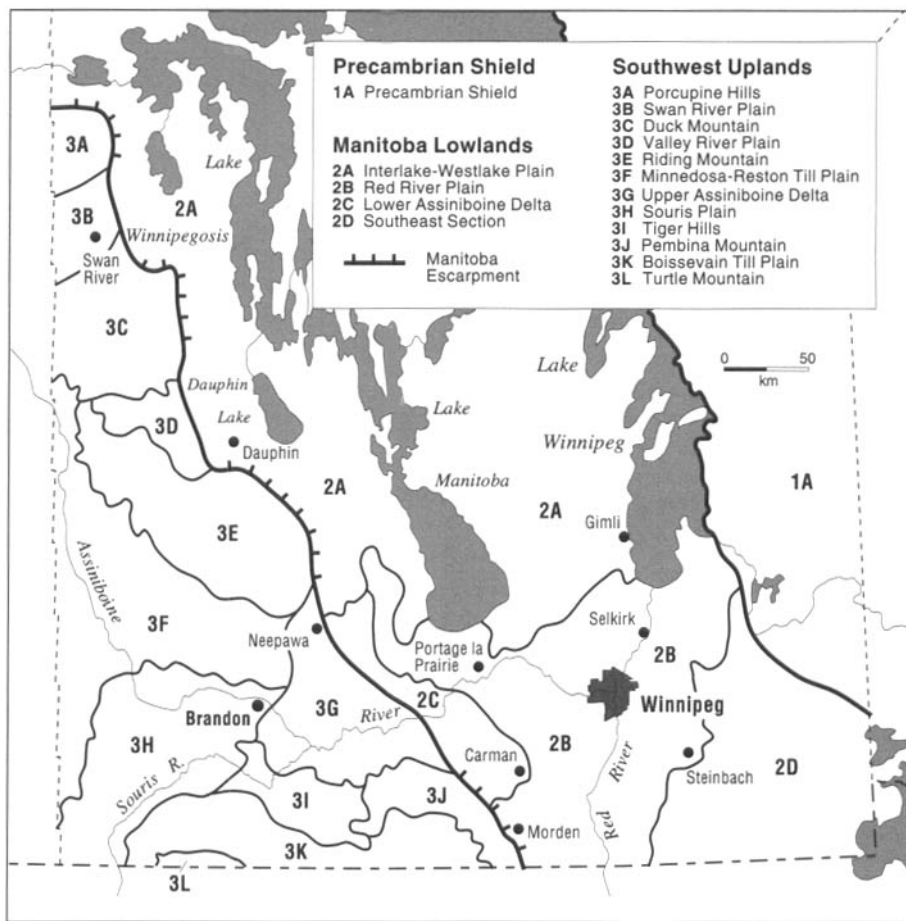 Precambrian Shield
1A Precambrian Shield
Manitoba Lowlands
2A Interlake-Westlake Plain
2B Red River Plain
2C Lower Assiniboine Delta
2D Southeast Section
Manitoba
Escarpment
Southwest Uplands
3A Porcupine Hills
3B Swan River Plain
3C Duck Mountain
3D Valley River Plain
3E Riding Mountain
3F Minnedosa-Reston Till Plain
3G Upper Assiniboine Delta
3H Souris Plain
3I Tiger Hills
3J Pembina Mountain
3K Boissevain Till Plain
3L Turtle Mountain
3A
Lake
2A
3B
Winnipegosis
Swan
River
3C
0 50
km
Lake
Dauphin
Lake
Lake
3D
Dauphin
Winnipeg
2A
Manitoba
1A
2A
Gimli
3E
Assiniboine
3F
Neepawa
Selkirk
Portage la
Prairie
2B
2C
Winnipeg
Brandon
3G
River
3H
2B
River
Carman
Steinbach
2D
Souris R.
3I
3J
Red
Morden
3K
3L